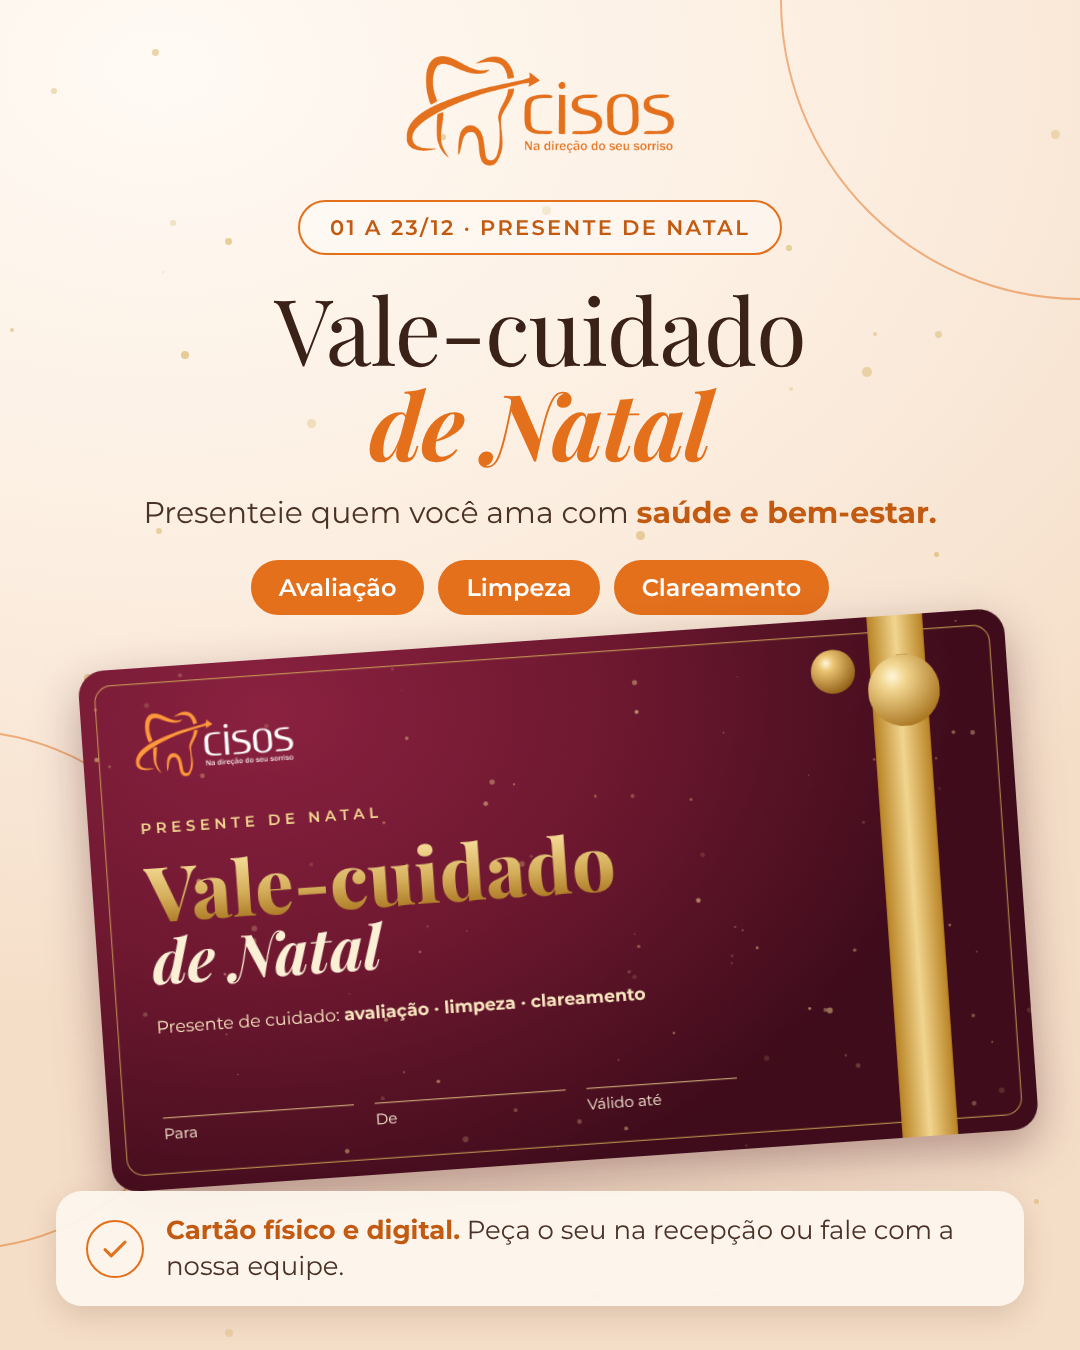 cisos
Na direção do seu sorriso
01 A 23/12 · PRESENTE DE NATAL
Vale-cuidado
de Natal
Presenteie quem você ama com saúde e bem-estar.
Avaliação Limpeza Clareamento
cisos
Na direção do seu sorriso
PRESENTE DE NATAL
Vale-cuidado
de Natal
Presente de cuidado: avaliação · limpeza · clareamento
Para De Válido até
Cartão físico e digital. Peça o seu na recepção ou fale com a
nossa equipe.